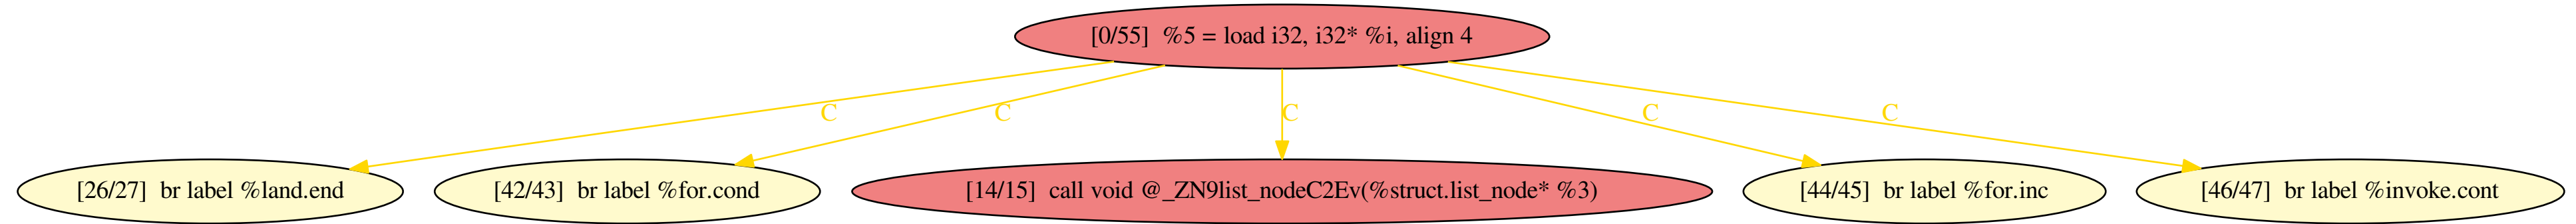 [0/55]  %5 = load i32, i32* %i, align 4
C C C C C
[26/27]  br label %land.end
[42/43]  br label %for.cond
[14/15]  call void @_ZN9list_nodeC2Ev(%struct.list_node* %3)
[44/45]  br label %for.inc
[46/47]  br label %invoke.cont